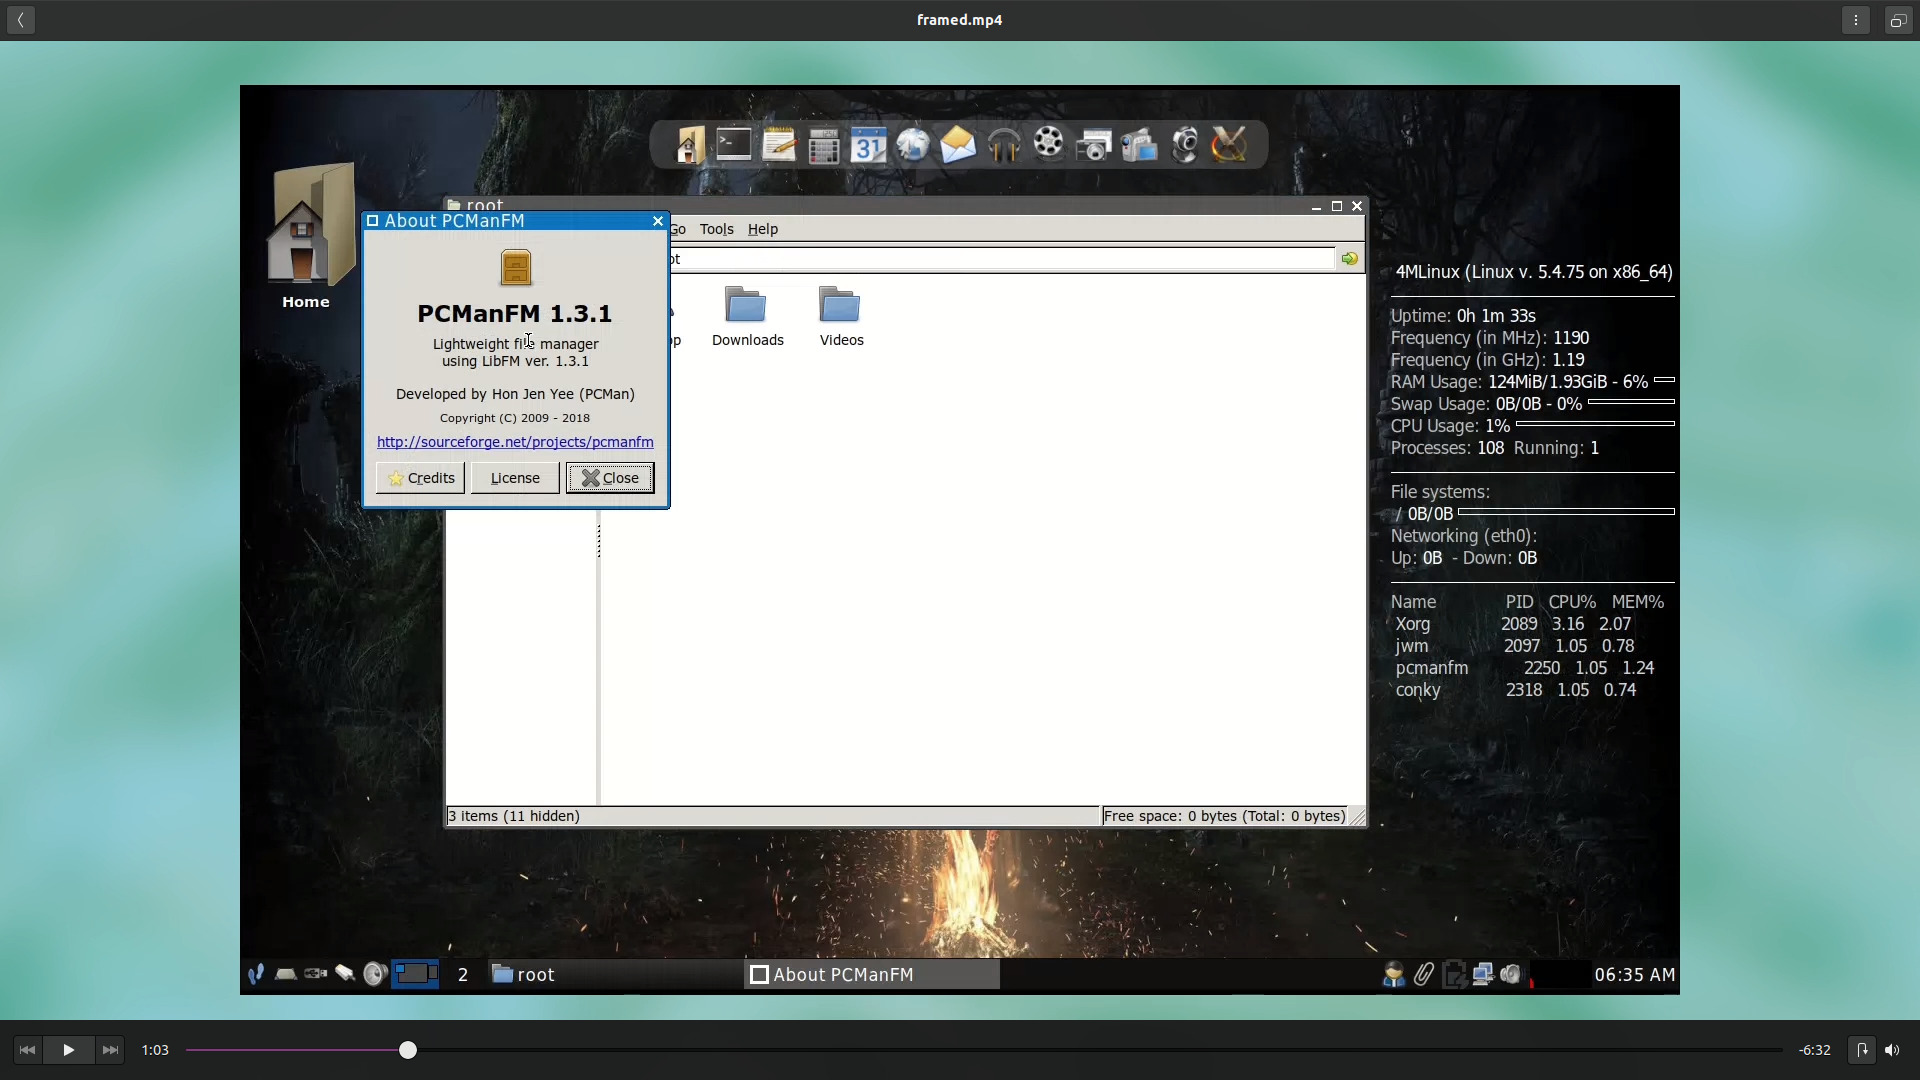 framed.mp4
31
Home
root
About PCManFM
Go Tools Help
ot
PCManFM 1.3.1
Lightweight file manager
using LibFM ver. 1.3.1
Developed by Hon Jen Yee (PCMan)
Copyright (C) 2009 - 2018
http://sourceforge.net/projects/pcmanfm
Credits License Close
op Downloads Videos
3 items (11 hidden) Free space: 0 bytes (Total: 0 bytes)
4MLinux (Linux v. 5.4.75 on x86_64)
Uptime: 0h 1m 33s
Frequency (in MHz): 1190
Frequency (in GHz): 1.19
RAM Usage: 124MiB/1.93GiB - 6%
Swap Usage: 0B/0B - 0%
CPU Usage: 1%
Processes: 108 Running: 1
File systems:
/ 0B/0B
Networking (eth0):
Up: 0B - Down: 0B
Name PID CPU% MEM%
Xorg 2089 3.16 2.07
jwm 2097 1.05 0.78
pcmanfm 2250 1.05 1.24
conky 2318 1.05 0.74
2 root About PCManFM 06:35 AM
1:03 -6:32